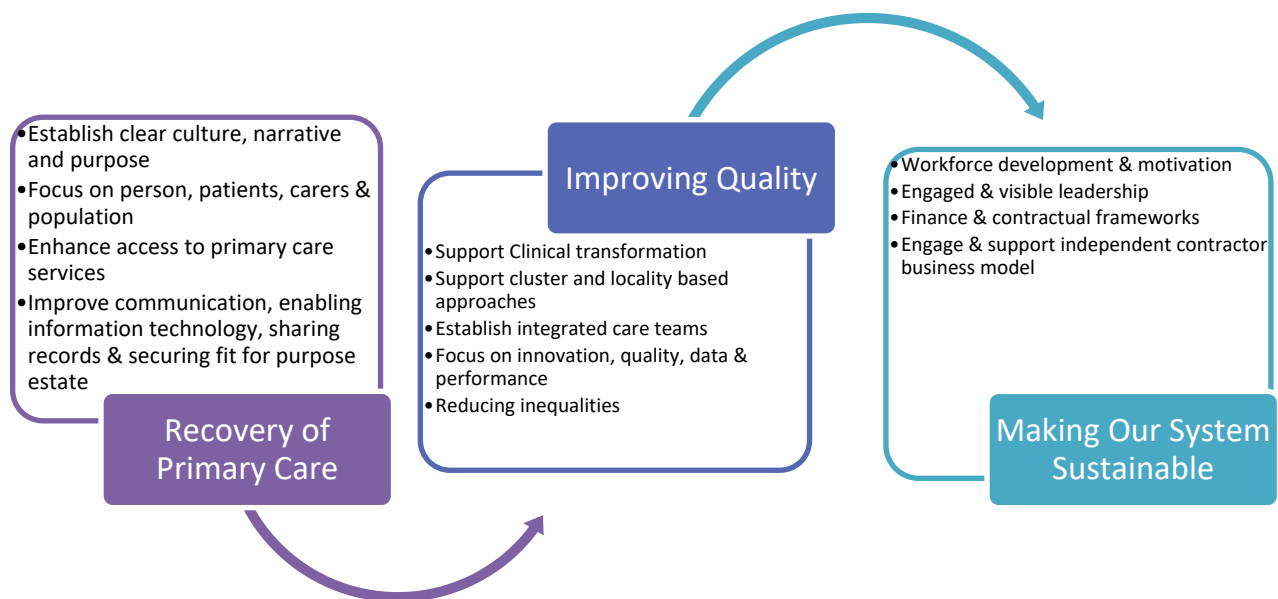 •Establish clear culture, narrative
and purpose
•Focus on person, patients, carers &
population
•Enhance access to primary care
services
•Improve communication, enabling
information technology, sharing
records & securing fit for purpose
estate
Recovery of
Primary Care
Improving Quality
•Support Clinical transformation
•Support cluster and locality based
approaches
•Establish integrated care teams
•Focus on innovation, quality, data &
performance
•Reducing inequalities
•Workforce development & motivation
•Engaged & visible leadership
•Finance & contractual frameworks
•Engage & support independent contractor
business model
Making Our System
Sustainable